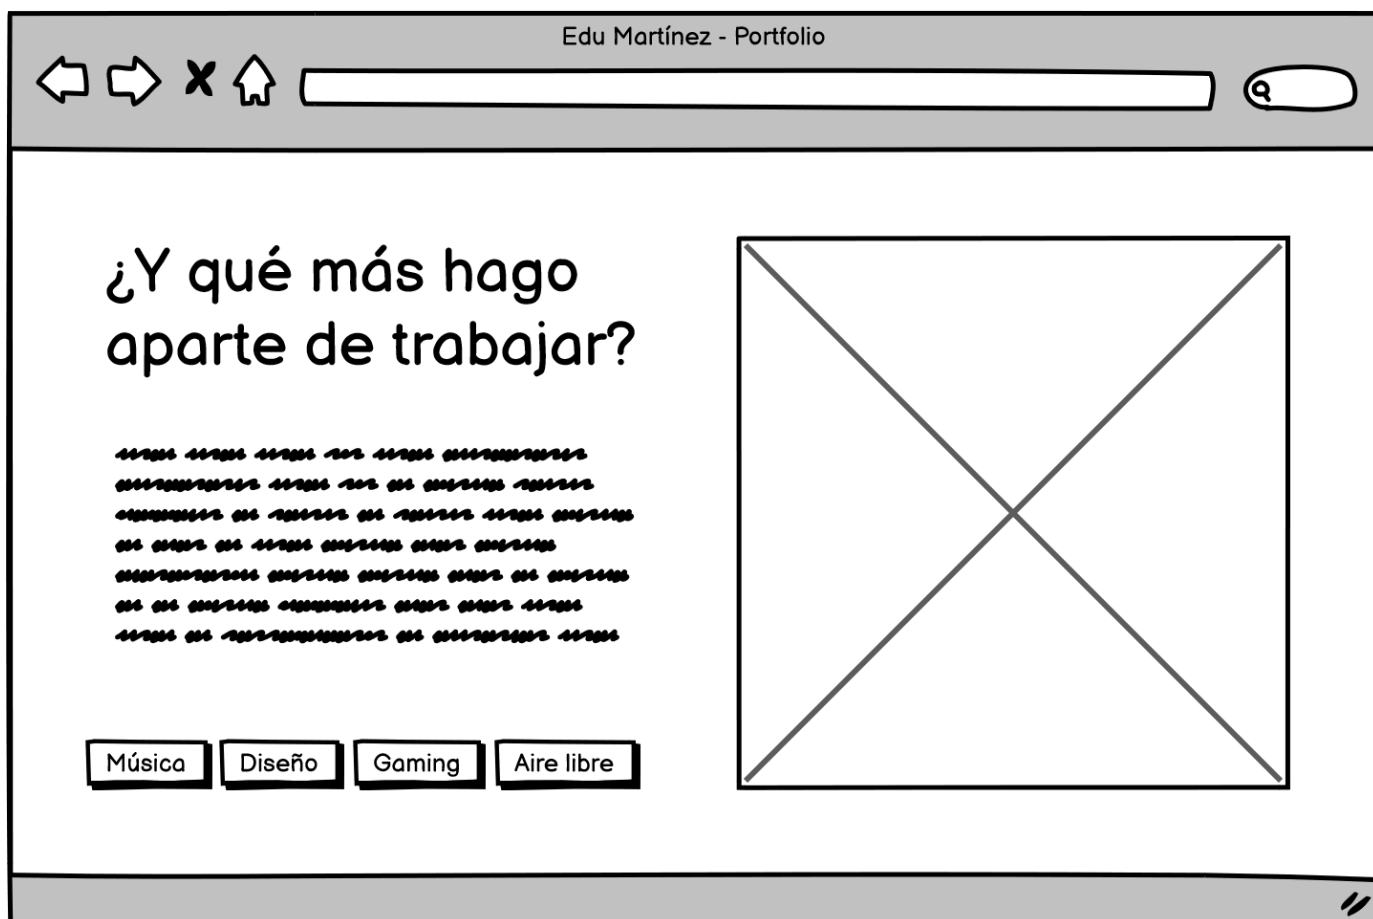 Edu Martínez - Portfolio
¿Y qué más hago
aparte de trabajar?
Música
Diseño
Gaming
Aire libre